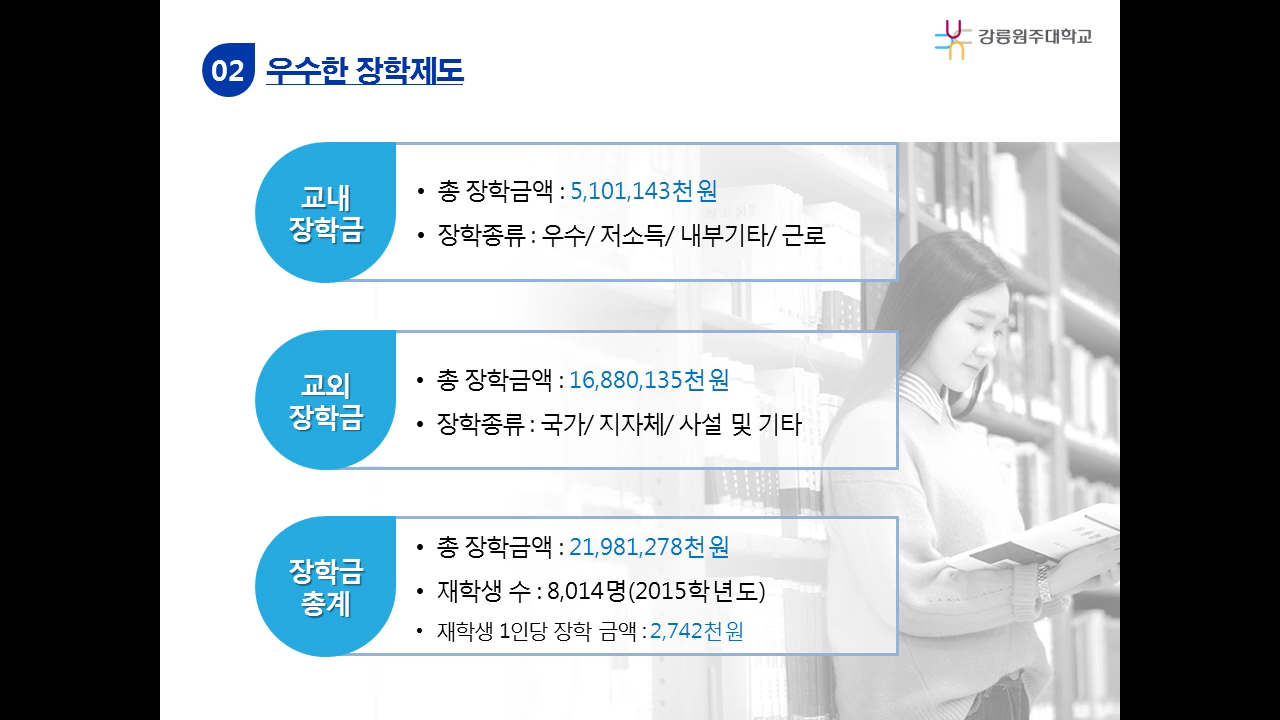 강릉원주대학교
02 우수한 장학제도
교내
장학금
• 총 장학금액 : 5,101,143천원
• 장학종류 : 우수/ 저소득/ 내부기타/ 근로
교외
장학금
• 총 장학금액 : 16,880,135천원
• 장학종류 : 국가/ 지자체/ 사설 및 기타
장학금
총계
• 총 장학금액 : 21,981,278천원
• 재학생 수 : 8,014명(2015학년도)
• 재학생 1인당 장학 금액 : 2,742천원